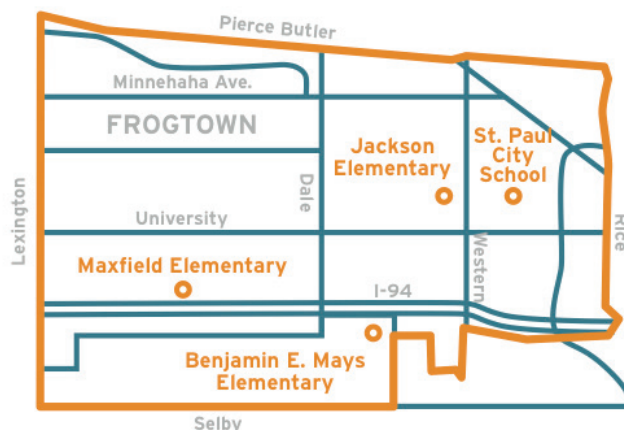 Pierce Butler
Minnehaha Ave.
FROGTOWN
Jackson
Elementary
St. Paul
City
School
Lexington
Dale
University
Western
Rice
Maxfield Elementary
I-94
Benjamin E. Mays
Elementary
Selby